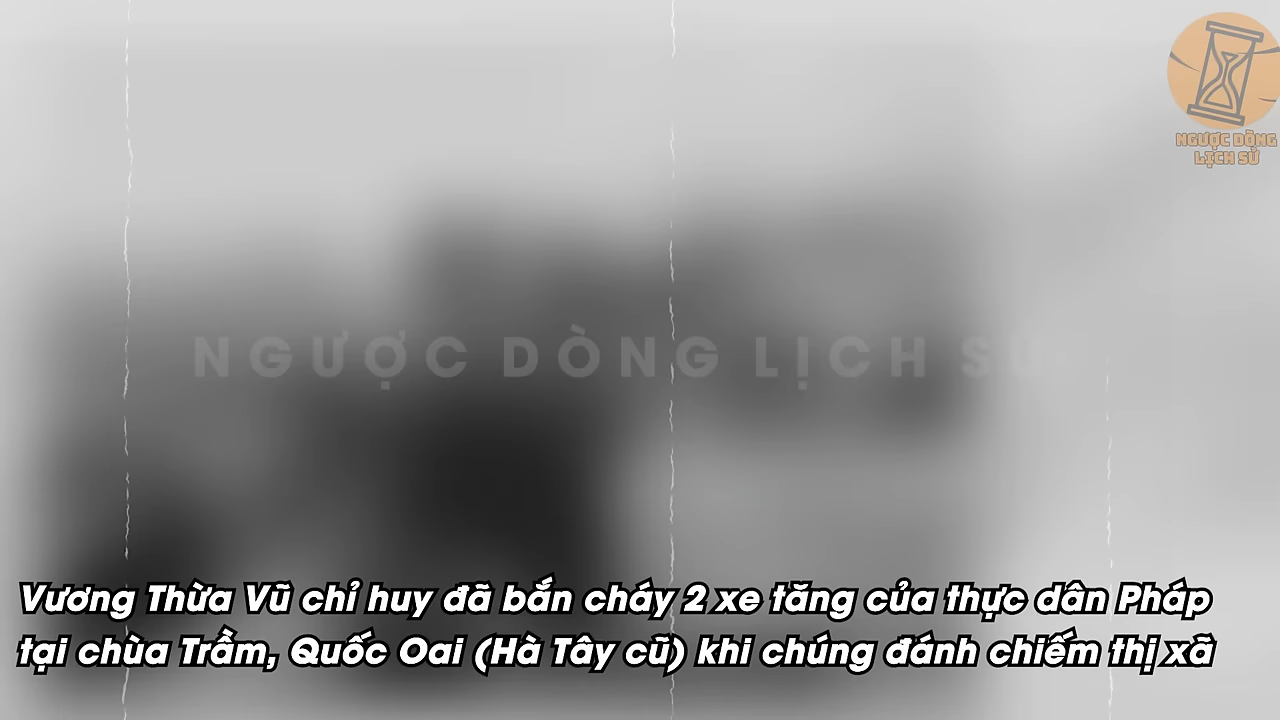 NGƯỢC DÒNG
LỊCH SỬ
NGƯỢC DÒNG LỊCH SỬ
Vương Thừa Vũ chỉ huy đã bắn cháy 2 xe tăng của thực dân Pháp
tại chùa Trầm, Quốc Oai (Hà Tây cũ) khi chúng đánh chiếm thị xã